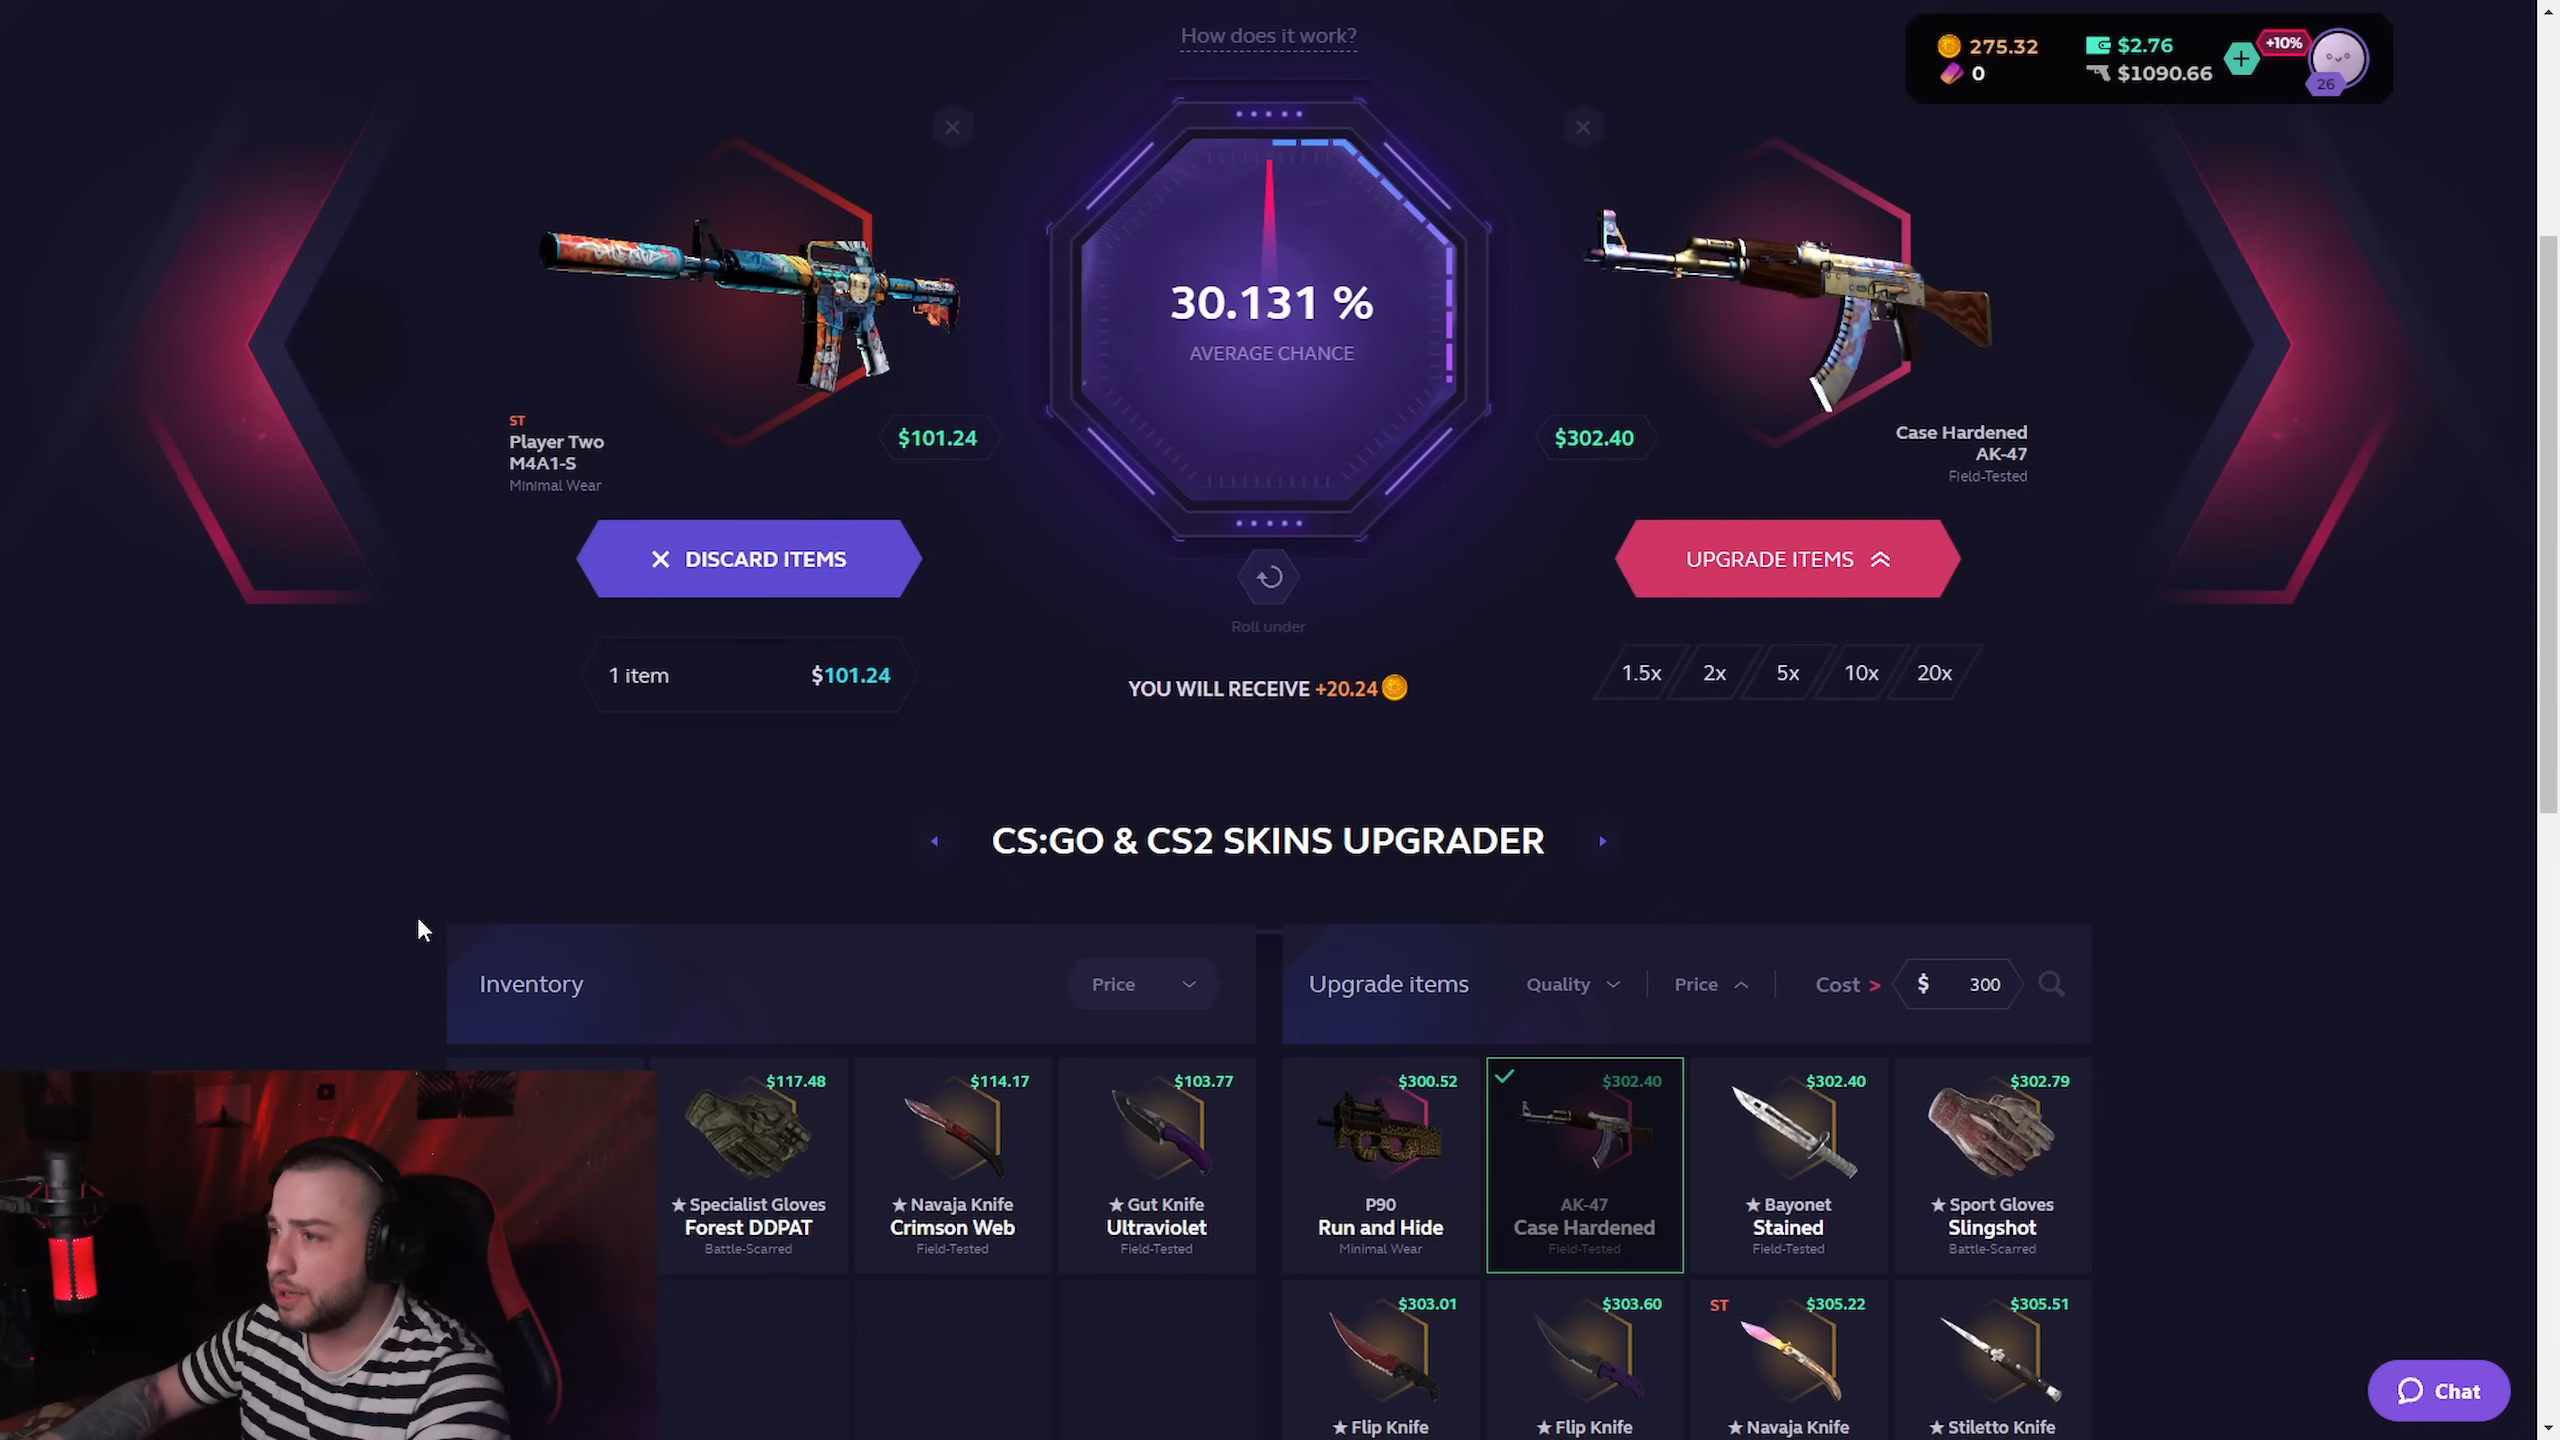 How does it work?
275.32
$2.76
+10%
0
$1090.66
26
30.131 %
AVERAGE CHANCE
ST
Player Two
M4A1-S
Minimal Wear
$101.24
$302.40
Case Hardened
AK-47
Field-Tested
DISCARD ITEMS
UPGRADE ITEMS
Roll under
1 item $101.24
YOU WILL RECEIVE +20.24
1.5x 2x 5x 10x 20x
CS:GO & CS2 SKINS UPGRADER
Inventory
Price
Upgrade items
Quality
Price
Cost >
$ 300
$117.48
★ Specialist Gloves
Forest DDPAT
Battle-Scarred
$114.17
★ Navaja Knife
Crimson Web
Field-Tested
$103.77
★ Gut Knife
Ultraviolet
Field-Tested
$300.52
P90
Run and Hide
Minimal Wear
$302.40
AK-47
Case Hardened
Field-Tested
$302.40
★ Bayonet
Stained
Field-Tested
$302.79
★ Sport Gloves
Slingshot
Battle-Scarred
$303.01
★ Flip Knife
$303.60
★ Flip Knife
ST
$305.22
★ Navaja Knife
$305.51
★ Stiletto Knife
Chat